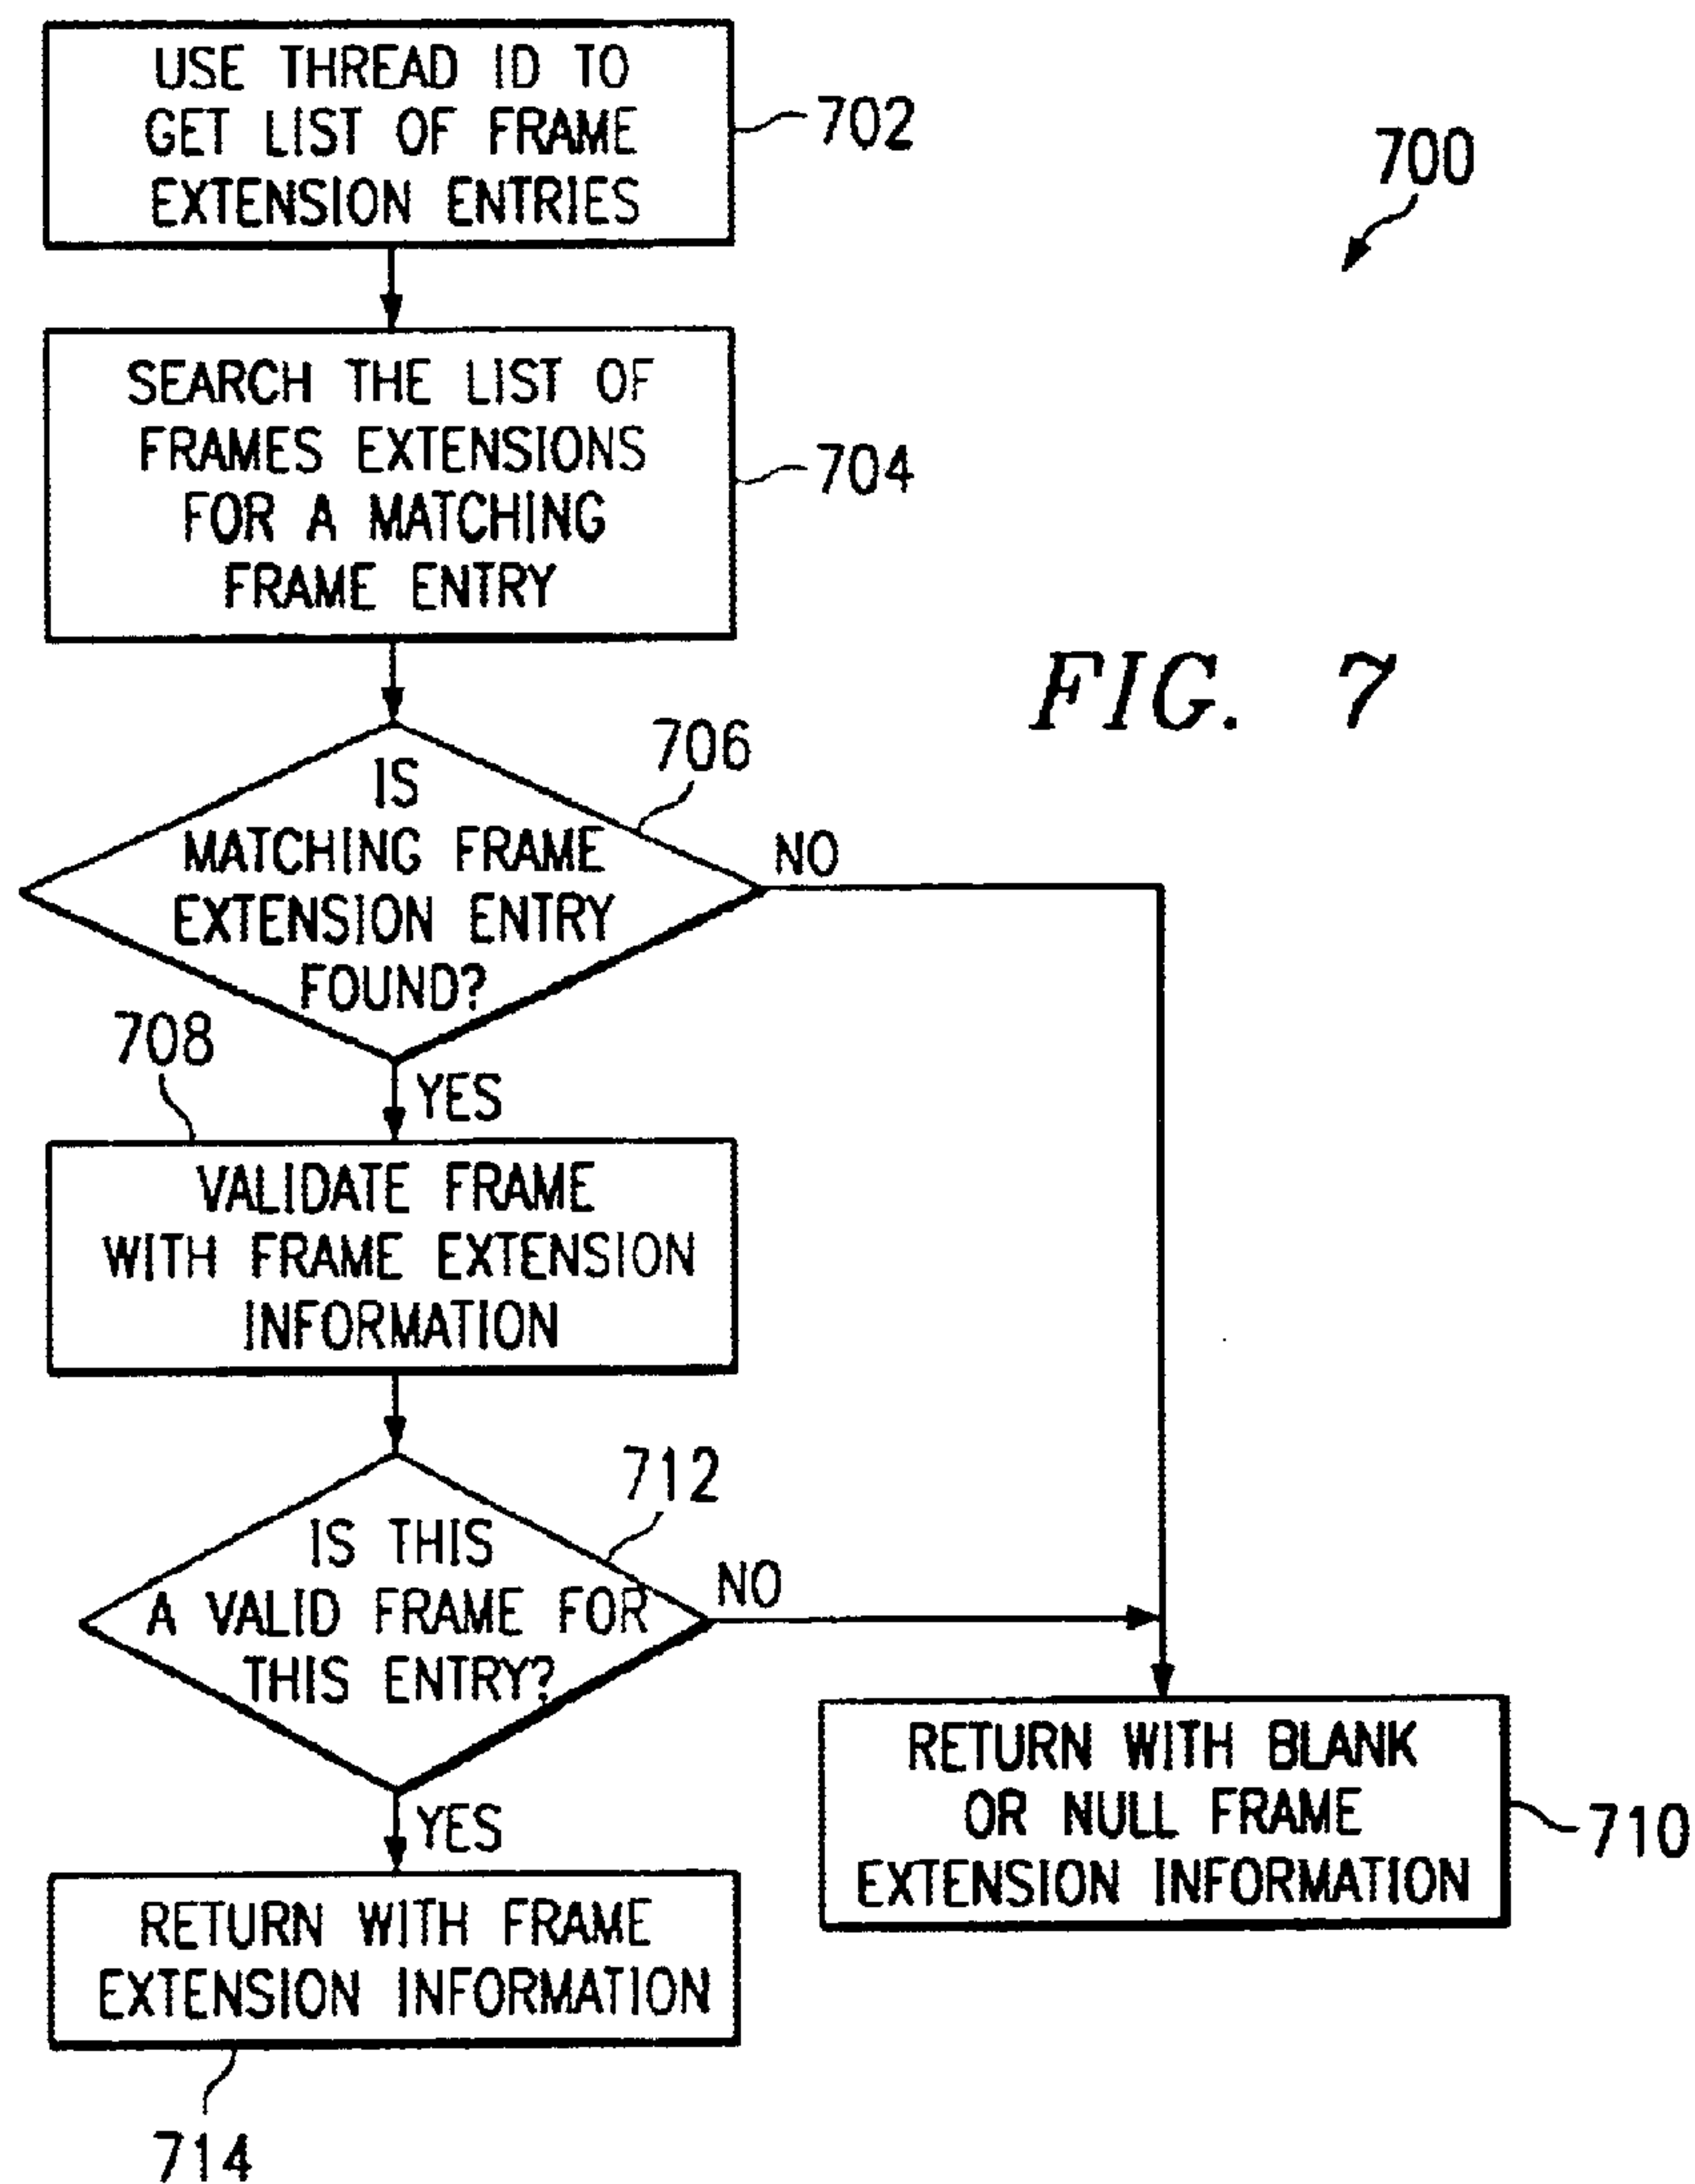 USE THREAD ID TO
GET LIST OF FRAME
EXTENSION ENTRIES
702
700
SEARCH THE LIST OF
FRAMES EXTENSIONS
FOR A MATCHING
FRAME ENTRY
704
FIG. 7
706
IS
MATCHING FRAME
EXTENSION ENTRY
FOUND?
NO
708
YES
VALIDATE FRAME
WITH FRAME EXTENSION
INFORMATION
712
IS THIS
A VALID FRAME FOR
THIS ENTRY?
NO
YES
RETURN WITH BLANK
OR NULL FRAME
EXTENSION INFORMATION
710
RETURN WITH FRAME
EXTENSION INFORMATION
714